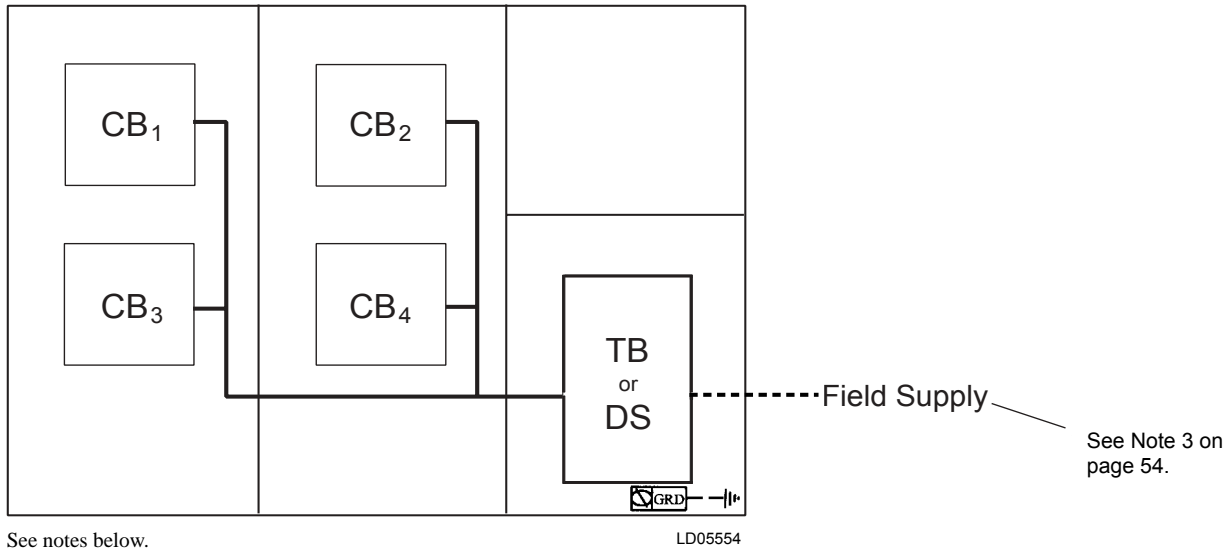 CB₁
CB₂
CB₃
CB₄
TB
or
DS
Field Supply
See Note 3 on
page 54.
GRD
See notes below.
LD05554